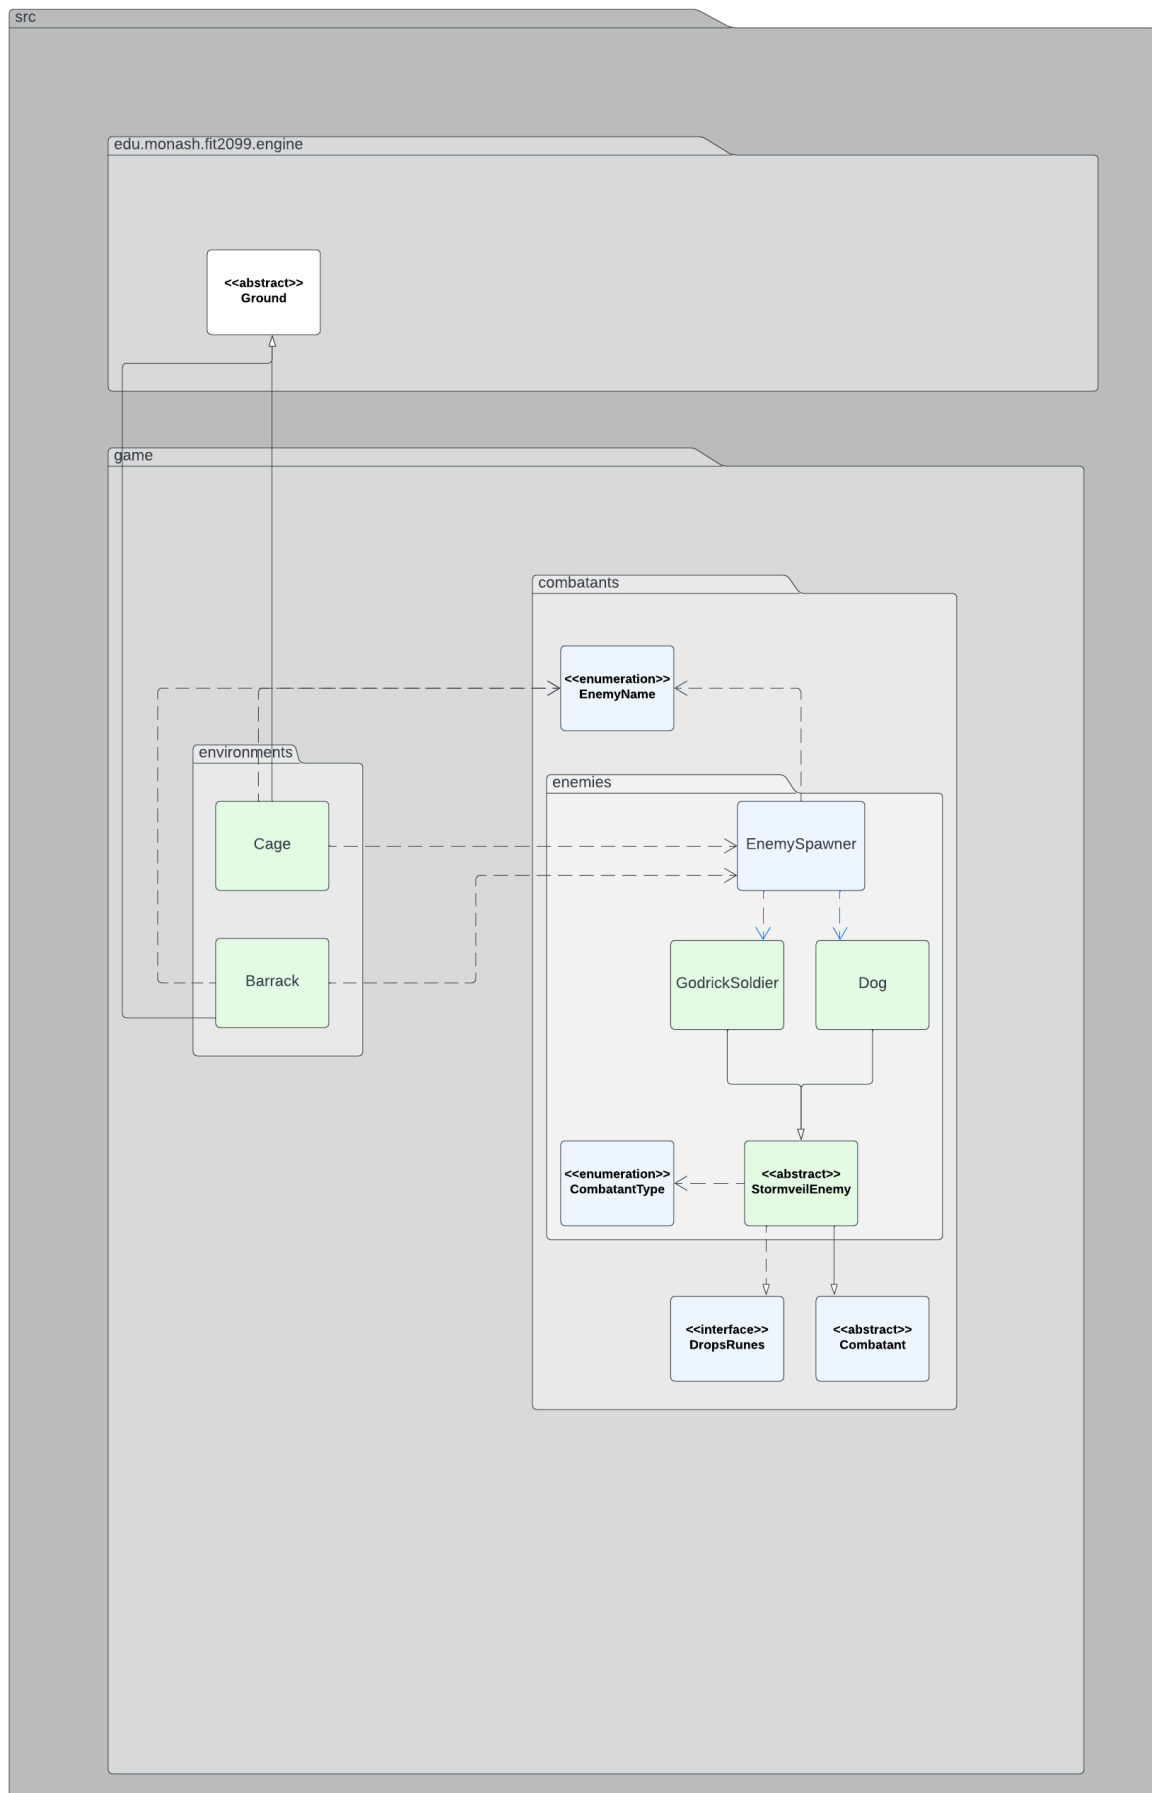 src
edu.monash.fit2099.engine
<<abstract>>
Ground
game
combatants
<<enumeration>>
EnemyName
environments
enemies
Cage
EnemySpawner
Barrack
GodrickSoldier
Dog
<<enumeration>>
CombatantType
<<abstract>>
StormveilEnemy
<<interface>>
DropsRunes
<<abstract>>
Combatant